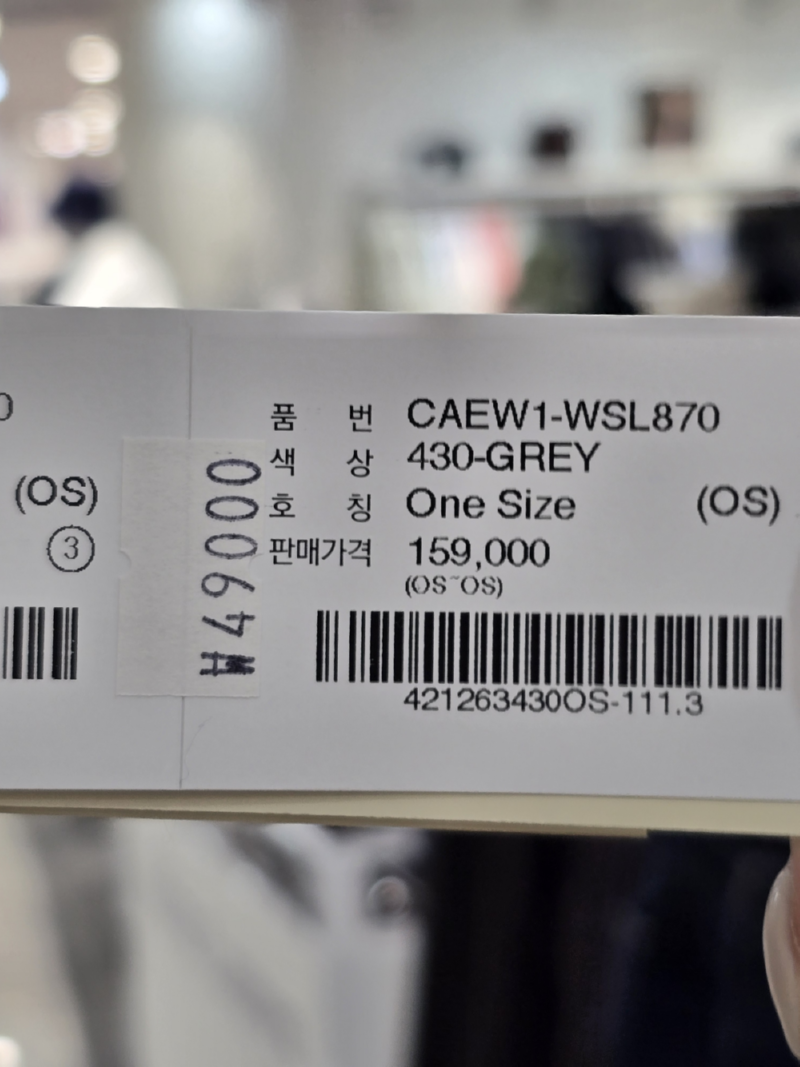 0
(OS)
3
₩49000
품 번 CAEW1-WSL870
색 상 430-GREY
호 칭 One Size (OS)
판매가격 159,000
(OS~OS)
421263430OS-111.3